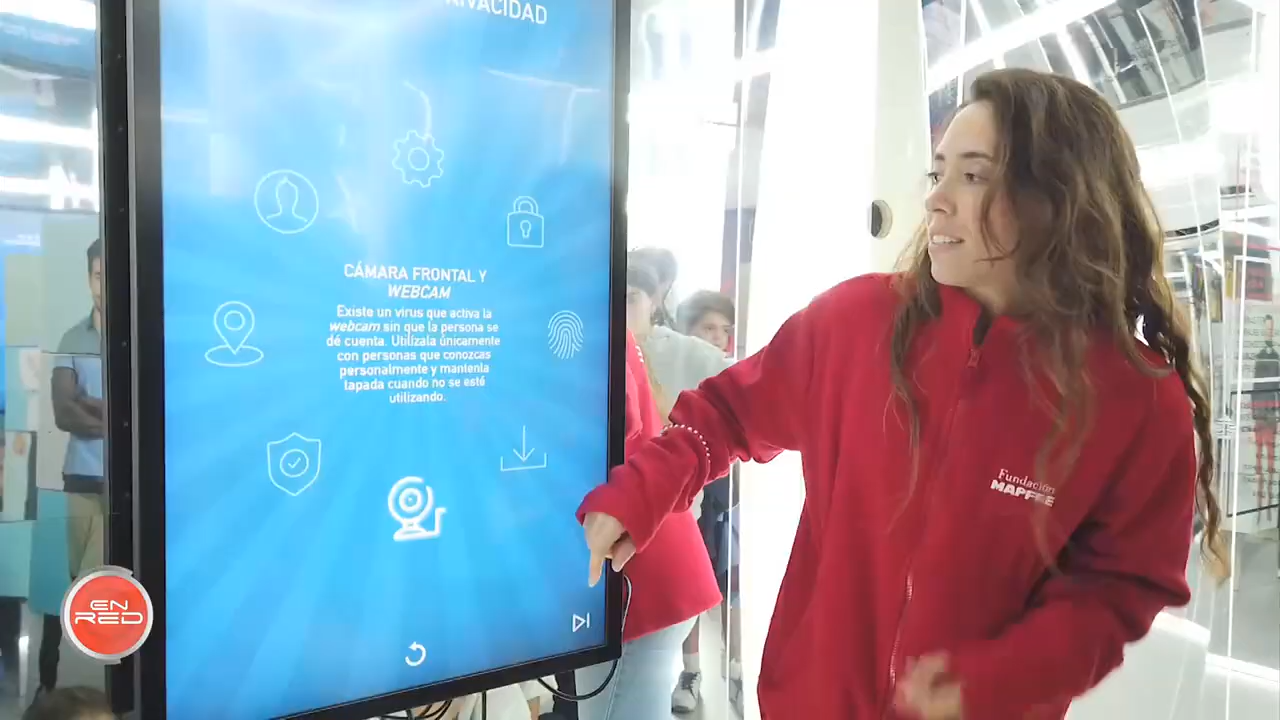 PRIVACIDAD
CÁMARA FRONTAL Y
WEBCAM
Existe un virus que activa la
webcam sin que la persona se
dé cuenta. Utilízala únicamente
con personas que conozcas
personalmente y mantenla
tapada cuando no se esté
utilizando.
Fundación
MAPFRE
EN
RED